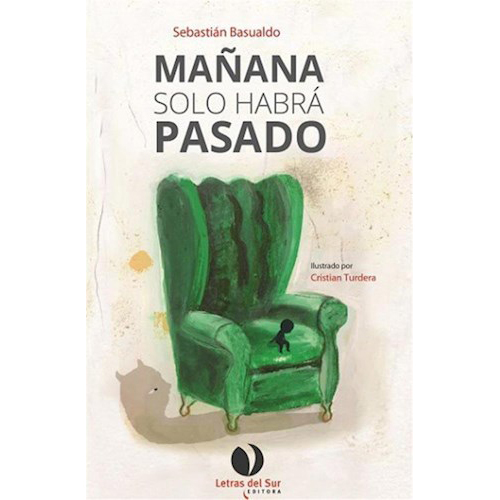 Sebastián Basualdo
MAÑANA
SOLO HABRÁ
PASADO
Ilustrado por
Cristian Turdera
Letras del Sur
EDITORA